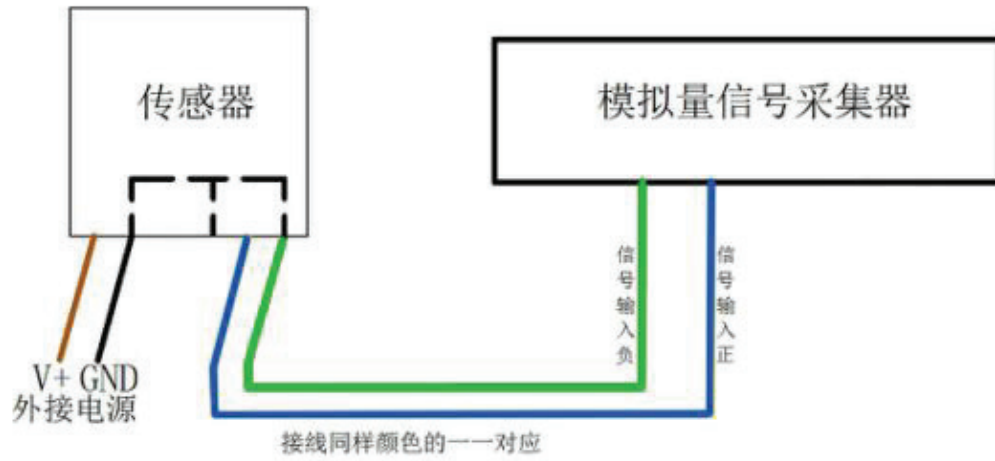 传感器
模拟量信号采集器
信号输入负
信号输入正
V+ GND
外接电源
接线同样颜色的一一对应